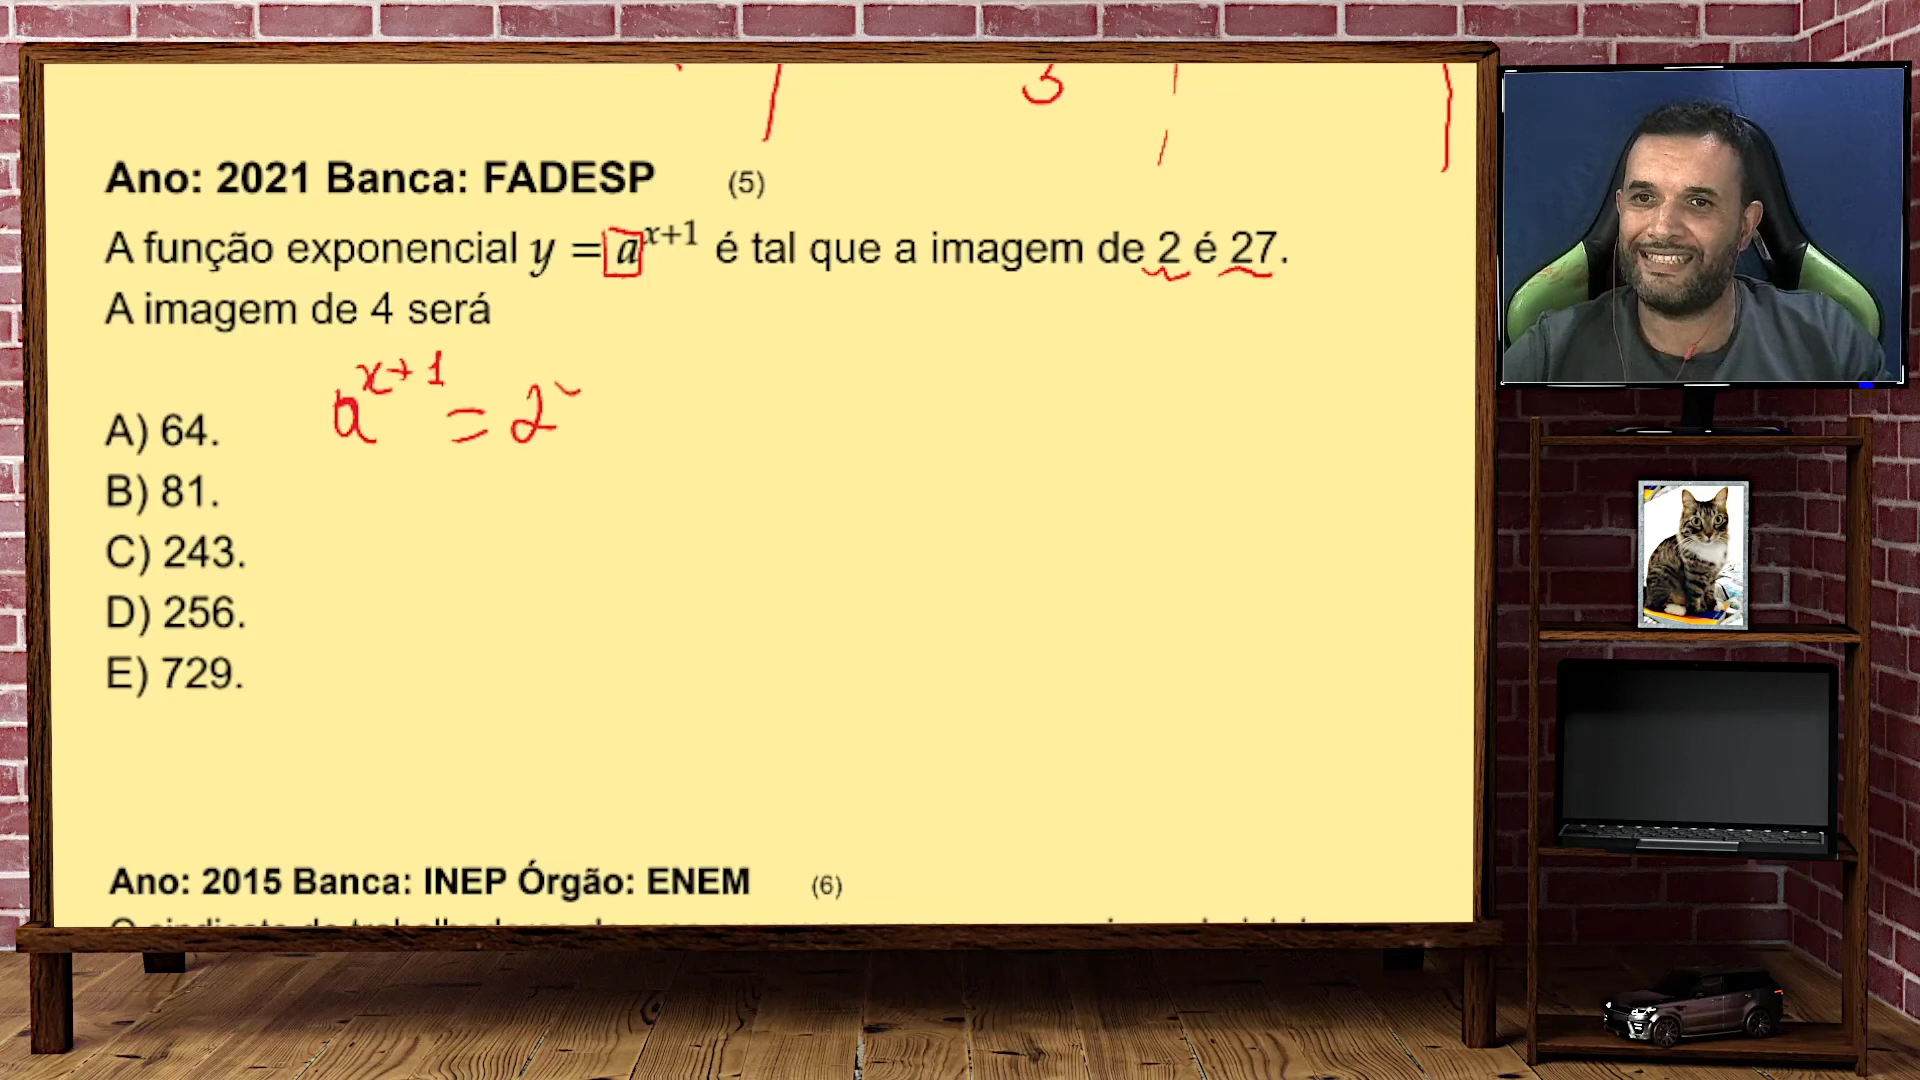 3
Ano: 2021 Banca: FADESP (5)
A função exponencial y = a^{x+1} é tal que a imagem de 2 é 27.
A imagem de 4 será
a^{x+1} = 2
A) 64.
B) 81.
C) 243.
D) 256.
E) 729.
Ano: 2015 Banca: INEP Órgão: ENEM (6)